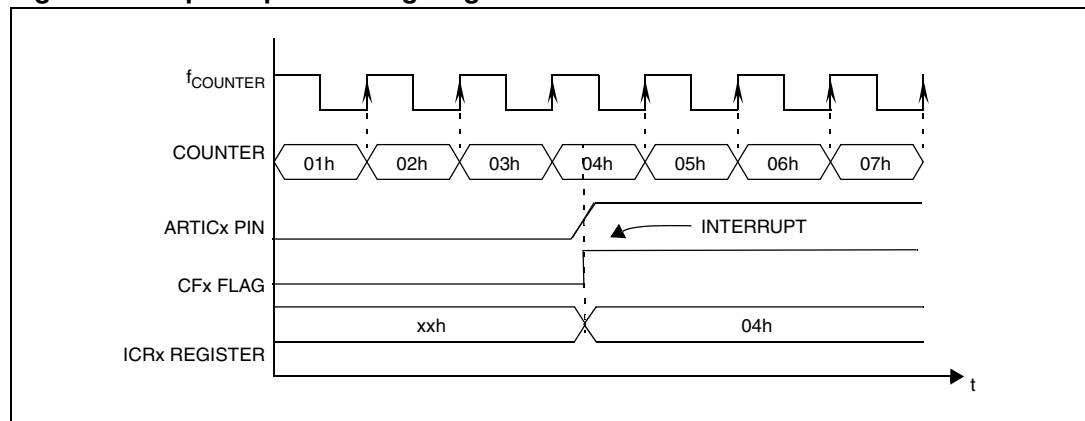 fCOUNTER
COUNTER
01h 02h 03h 04h 05h 06h 07h
ARTICx PIN
INTERRUPT
CFx FLAG
xxh 04h
ICRx REGISTER
t